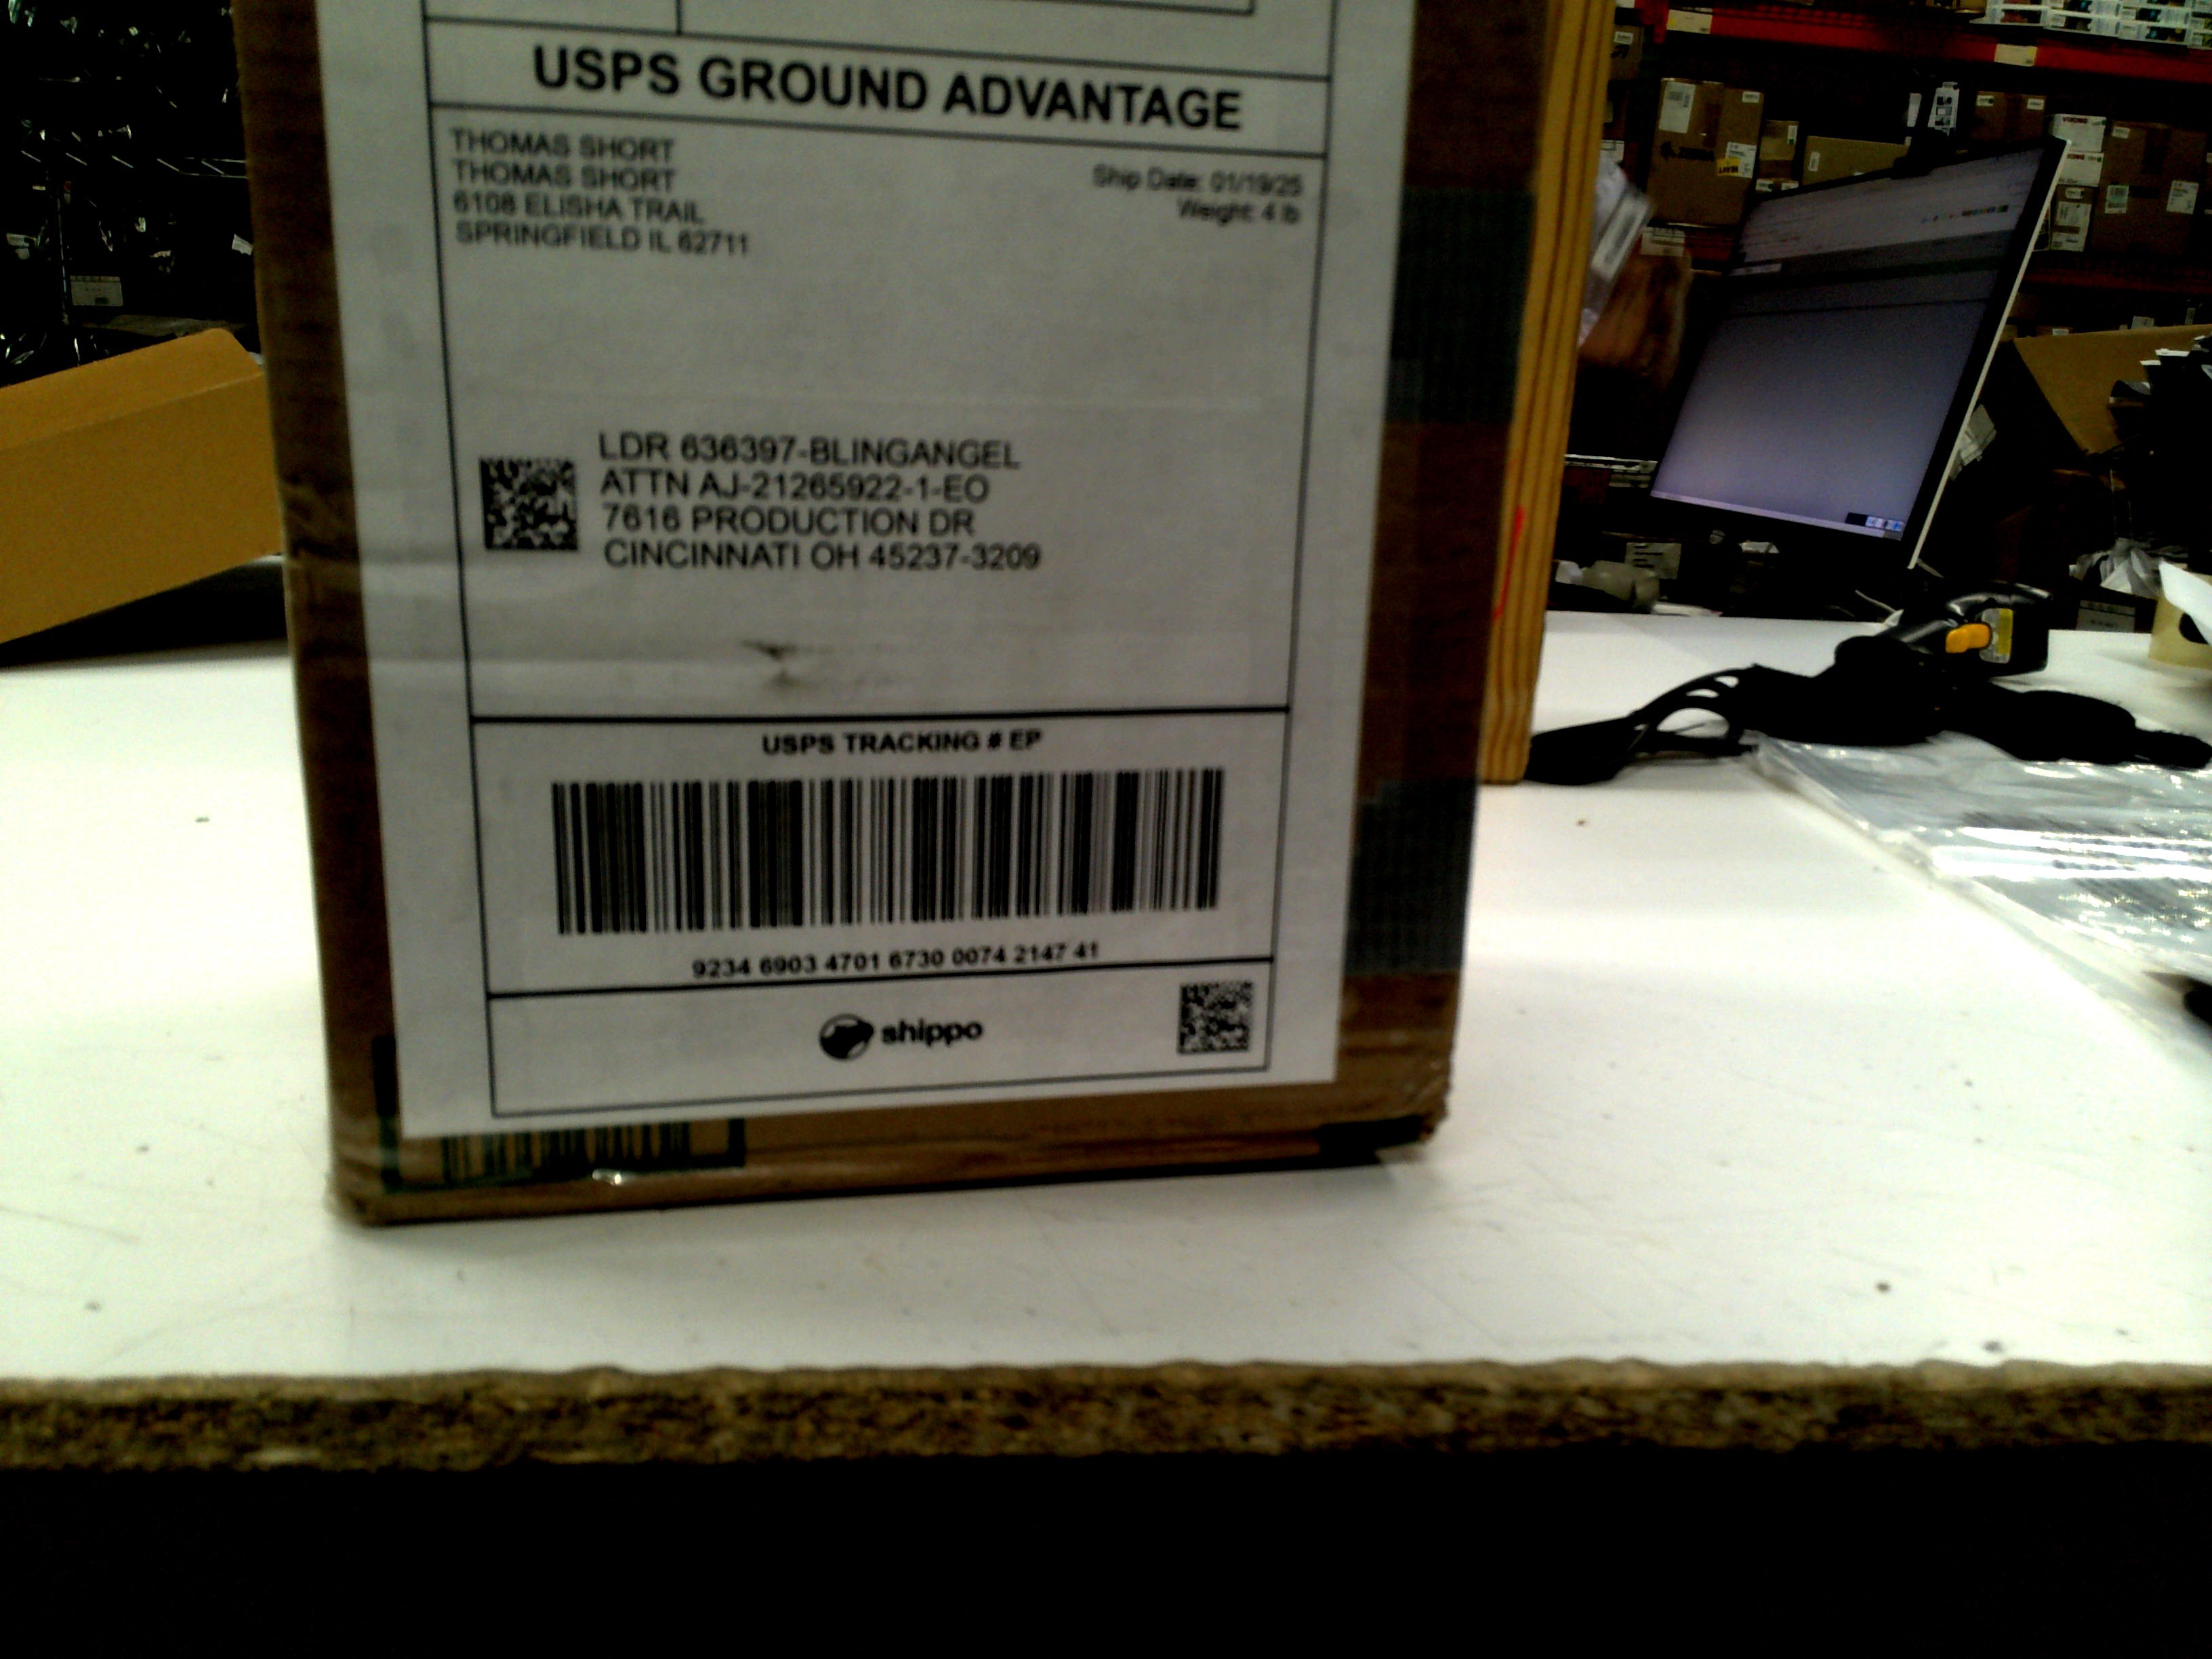 USPS GROUND ADVANTAGE
THOMAS SHORT
THOMAS SHORT
6108 ELISHA TRAIL
SPRINGFIELD IL 62711
Ship Date: 01/19/25
Weight: 4 lb
LDR 636397-BLINGANGEL
ATTN AJ-21265922-1-EO
7616 PRODUCTION DR
CINCINNATI OH 45237-3209
USPS TRACKING # EP
9234 6903 4701 6730 0074 2147 41
shippo